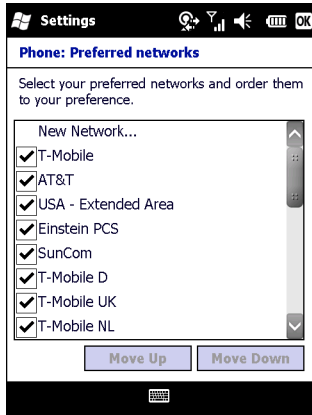 Settings
OK
Phone: Preferred networks
Select your preferred networks and order them
to your preference.
New Network...
T-Mobile
AT&T
USA - Extended Area
Einstein PCS
SunCom
T-Mobile D
T-Mobile UK
T-Mobile NL
Move Up Move Down